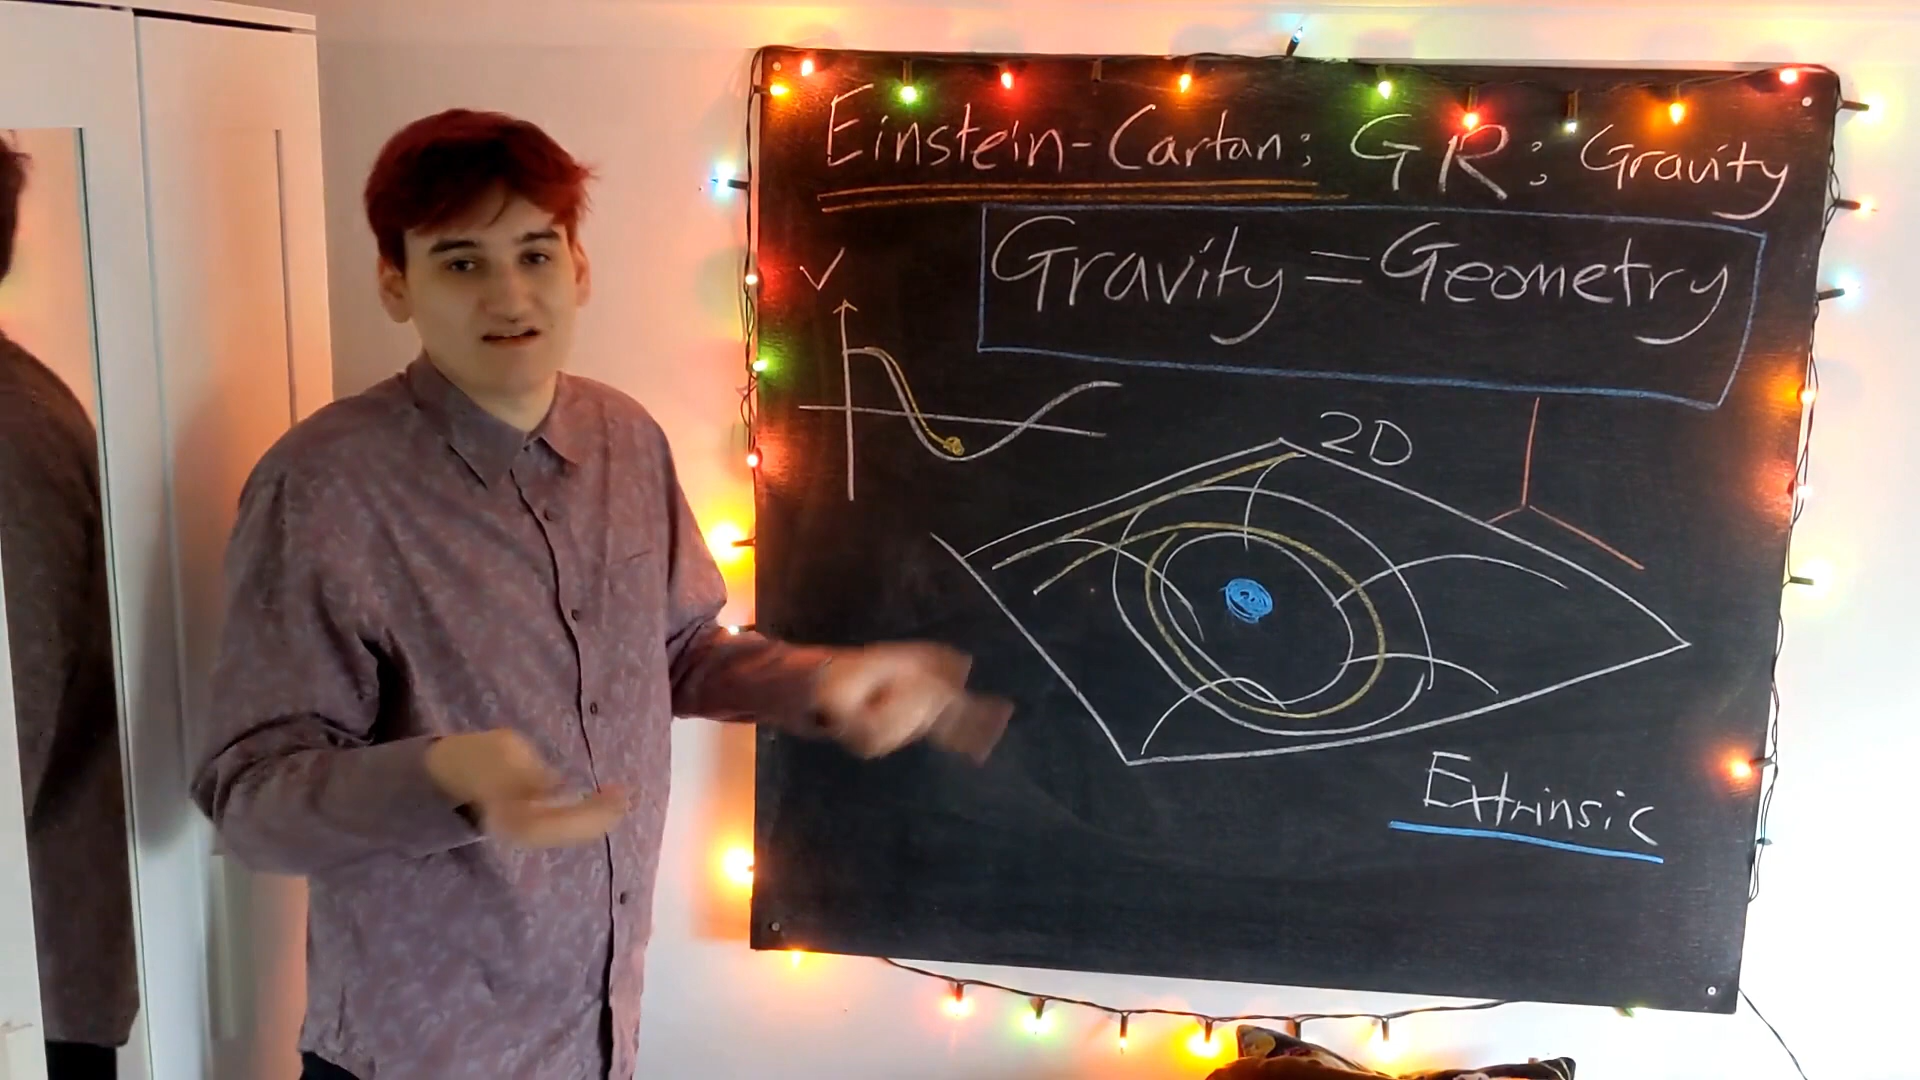 Einstein-Cartan: GR: Gravity
Gravity = Geometry
V
2D
Extrinsic